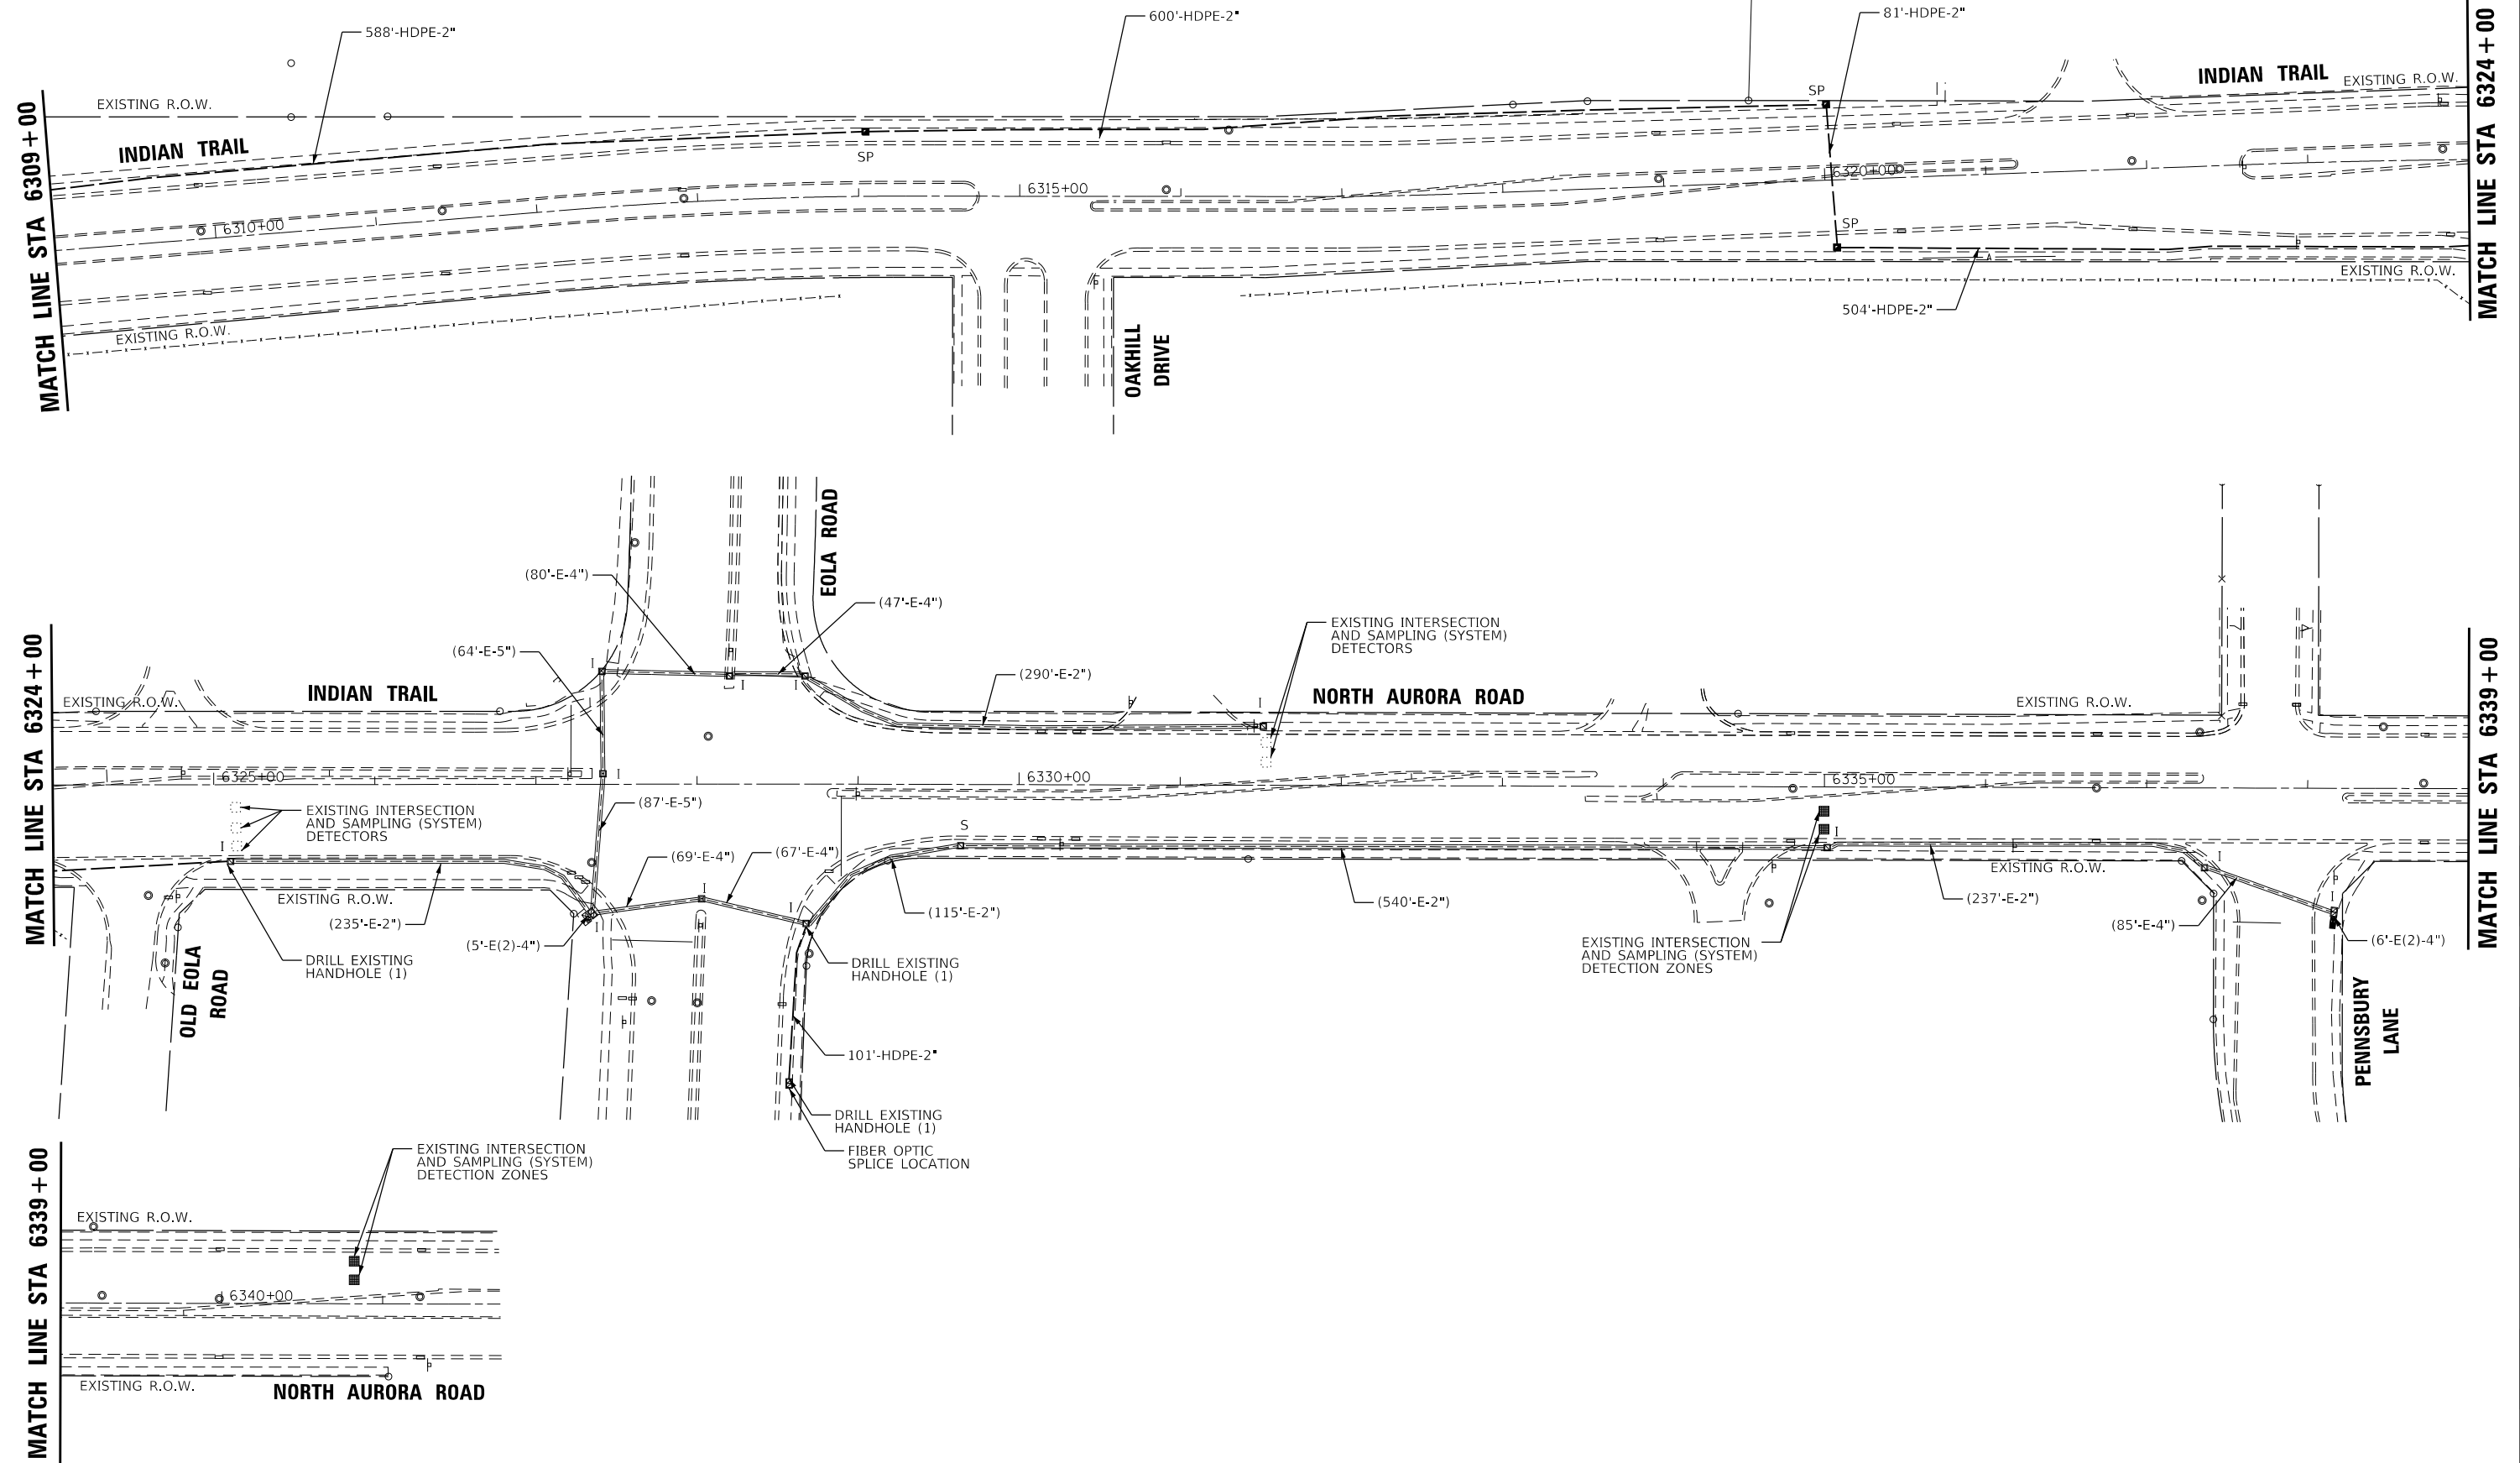 588'-HDPE-2"
600'-HDPE-2"
81'-HDPE-2"
MATCH LINE STA 6309+00
EXISTING R.O.W.
INDIAN TRAIL
SP
SP
INDIAN TRAIL
EXISTING R.O.W.
MATCH LINE STA 6324+00
6310+00
6315+00
6320+00
SP
EXISTING R.O.W.
EXISTING R.O.W.
504'-HDPE-2"
OAKHILL
DRIVE
EOLA ROAD
(80'-E-4")
(47'-E-4")
(64'-E-5")
I
I
I
(290'-E-2")
EXISTING INTERSECTION
AND SAMPLING (SYSTEM)
DETECTORS
MATCH LINE STA 6324+00
EXISTING R.O.W.
INDIAN TRAIL
I
NORTH AURORA ROAD
EXISTING R.O.W.
MATCH LINE STA 6339+00
6325+00
I
6330+00
6335+00
EXISTING INTERSECTION
AND SAMPLING (SYSTEM)
DETECTORS
(87'-E-5")
S
I
I
(69'-E-4")
(67'-E-4")
EXISTING R.O.W.
I
EXISTING R.O.W.
(235'-E-2")
I
I
I
I
(115'-E-2")
(540'-E-2")
(237'-E-2")
(5'-E(2)-4")
(85'-E-4")
(6'-E(2)-4")
OLD EOLA
ROAD
DRILL EXISTING
HANDHOLE (1)
DRILL EXISTING
HANDHOLE (1)
EXISTING INTERSECTION
AND SAMPLING (SYSTEM)
DETECTION ZONES
PENNSBURY
LANE
101'-HDPE-2"
DRILL EXISTING
HANDHOLE (1)
FIBER OPTIC
SPLICE LOCATION
MATCH LINE STA 6339+00
EXISTING INTERSECTION
AND SAMPLING (SYSTEM)
DETECTION ZONES
EXISTING R.O.W.
6340+00
EXISTING R.O.W.
NORTH AURORA ROAD